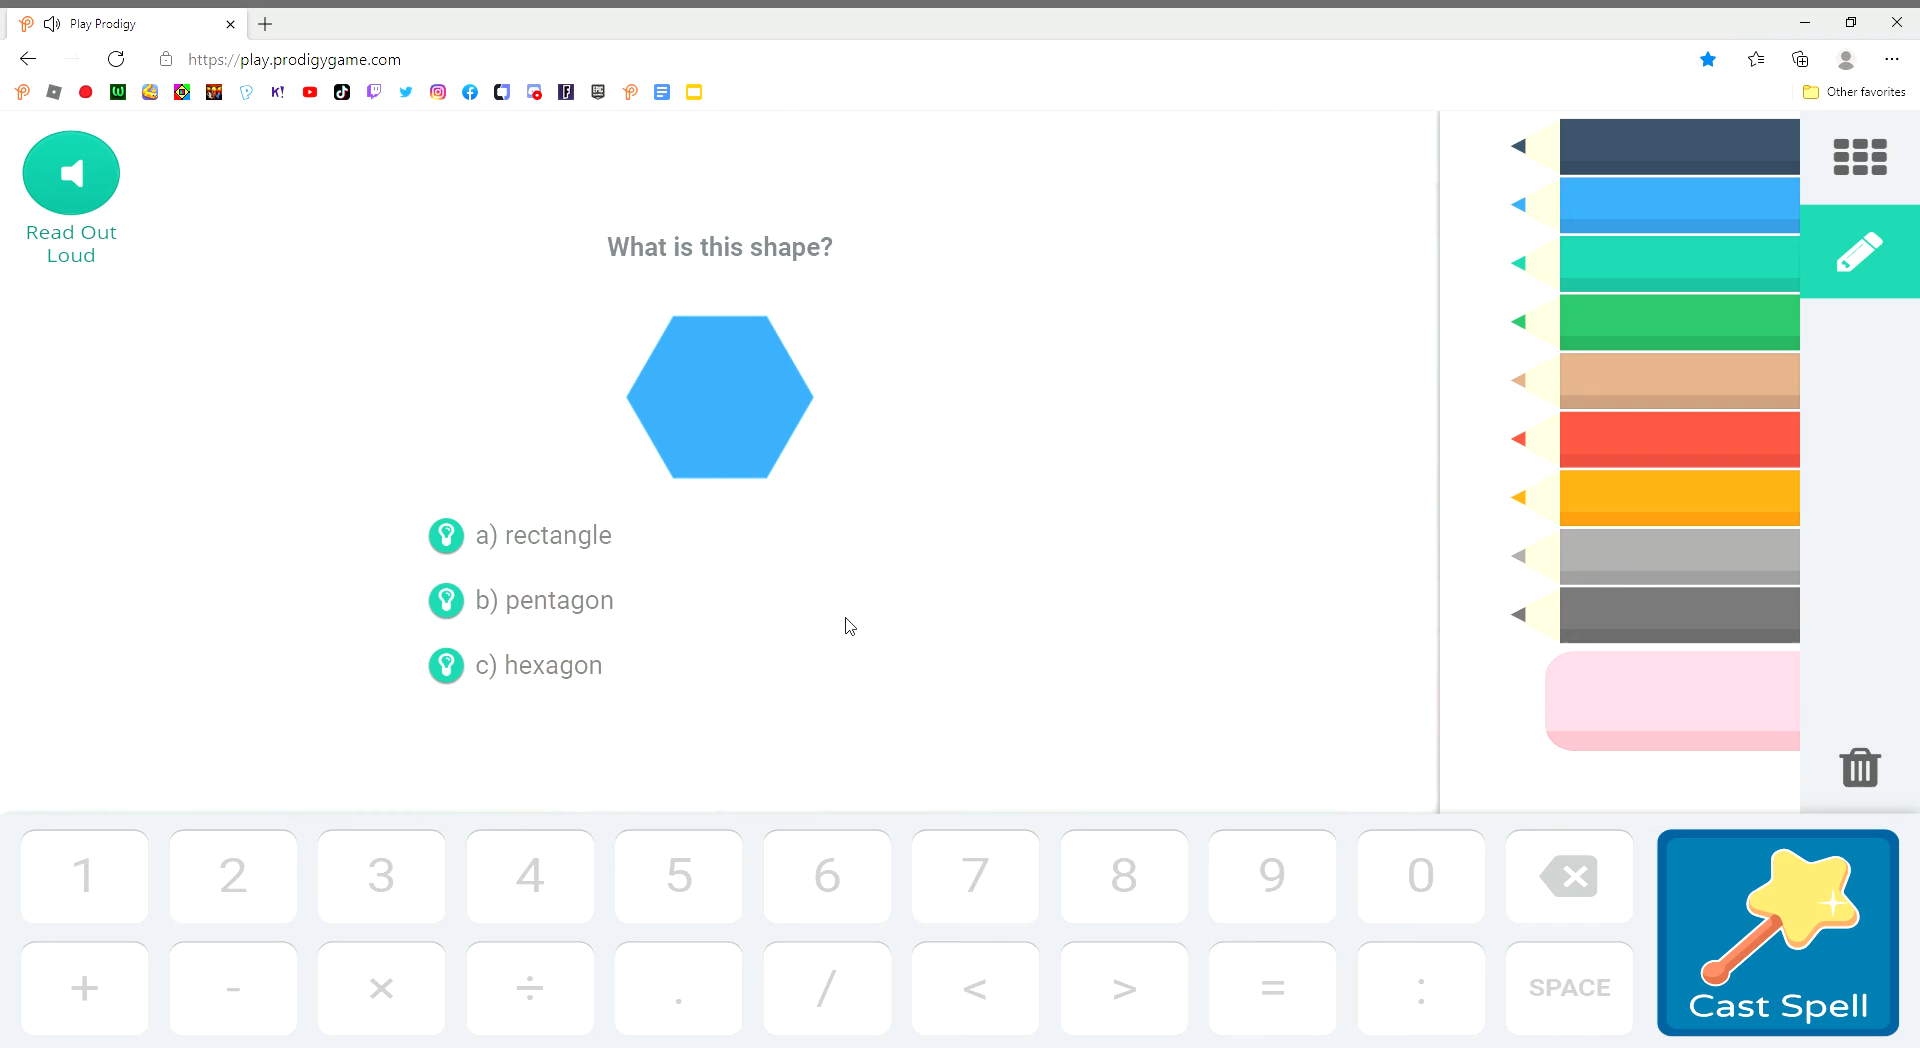 Play Prodigy
https://play.prodigygame.com
K!
Other favorites
Read Out
Loud
What is this shape?
a) rectangle
b) pentagon
c) hexagon
1 2 3 4 5 6 7 8 9 0
+ - × ÷ . / < > = : SPACE
Cast Spell